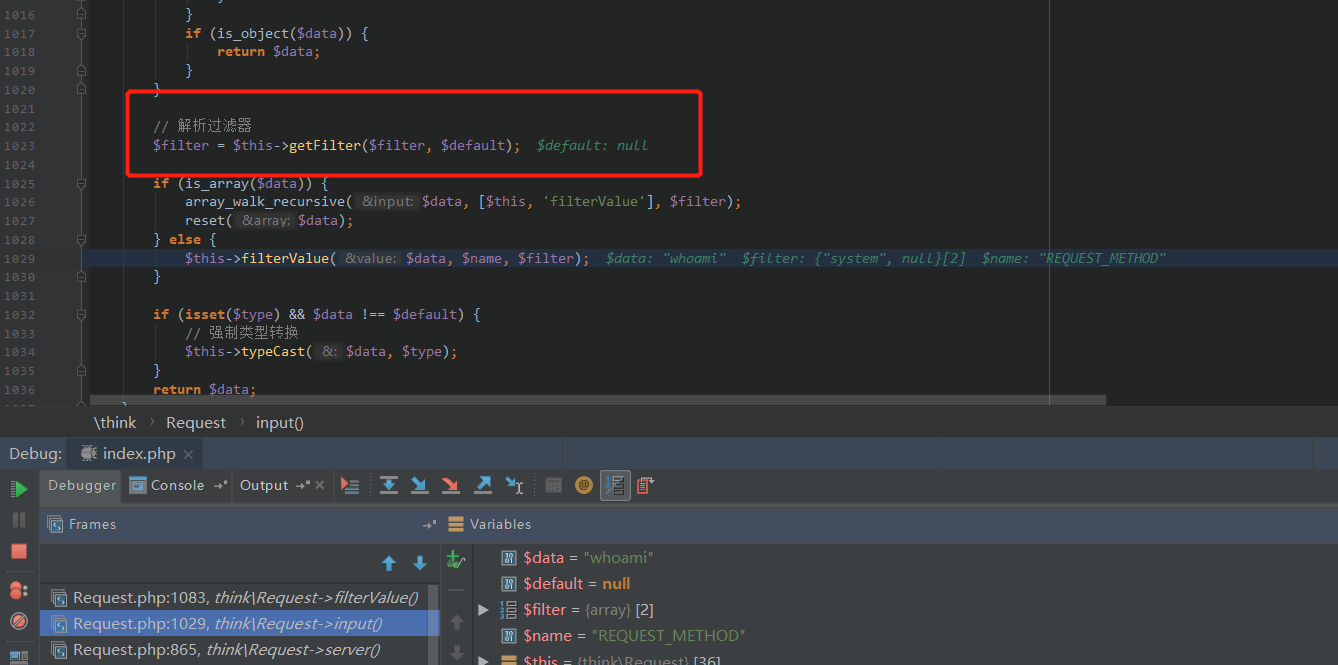 1016 }
1017 if (is_object($data)) {
1018 return $data;
1019 }
1020 }
1021
1022 // 解析过滤器
1023 $filter = $this->getFilter($filter, $default); $default: null
1024
1025 if (is_array($data)) {
1026 array_walk_recursive( &input: $data, [$this, 'filterValue'], $filter);
1027 reset( &array: $data);
1028 } else {
1029 $this->filterValue( &value: $data, $name, $filter); $data: "whoami" $filter: {"system", null}[2] $name: "REQUEST_METHOD"
1030 }
1031
1032 if (isset($type) && $data !== $default) {
1033 // 强制类型转换
1034 $this->typeCast( &: $data, $type);
1035 }
1036 return $data;
\think › Request › input()
Debug: index.php
Debugger Console Output
Frames Variables
$data = "whoami"
$default = null
Request.php:1083, think\Request->filterValue() $filter = {array} [2]
Request.php:1029, think\Request->input() $name = "REQUEST_METHOD"
Request.php:865, think\Request->server() $this = {think\Request} [36]